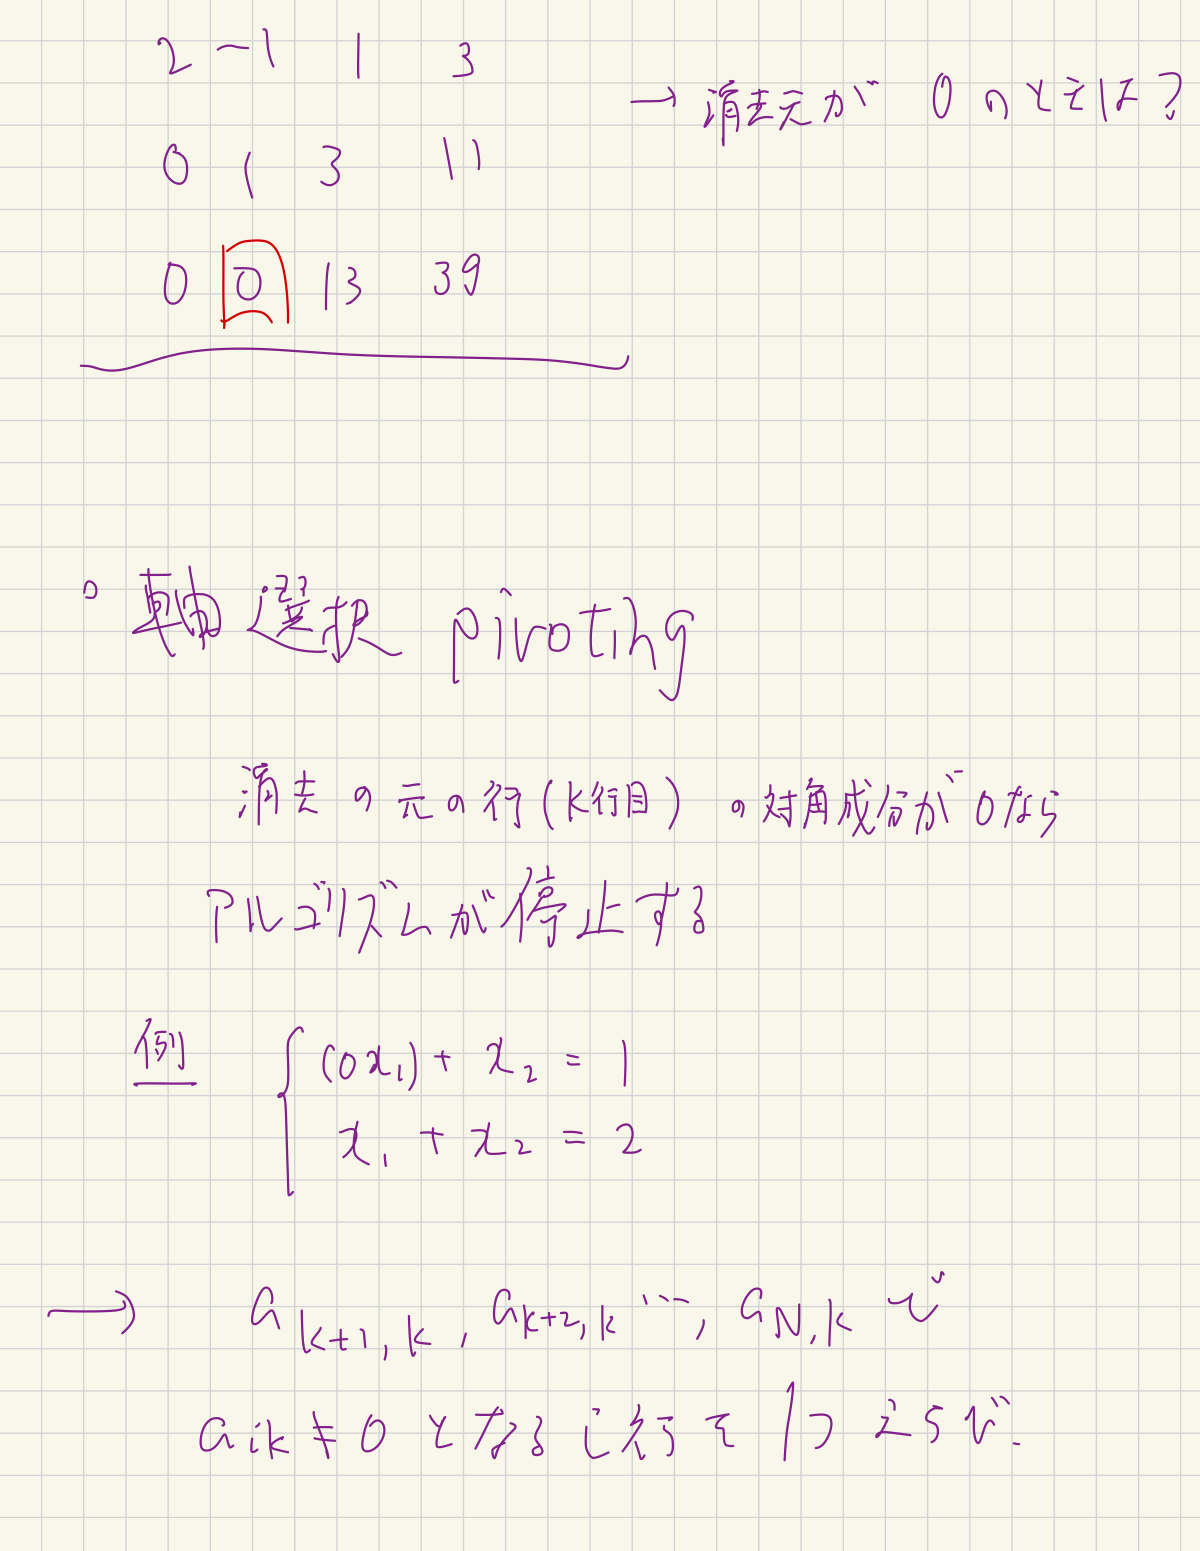 2 -1 1 3
→ 消去元が 0 のときは?
0 1 3 11
0 0 13 39
○ 軸選択 pivoting
消去の元の行(k行目)の対角成分が0なら
アルゴリズムが停止する
例 { (0x₁) + x₂ = 1
x₁ + x₂ = 2
→ a k+1,k , a k+2,k …, a N,k で
a ik ≠ 0 となる i 行を 1つ えらび.